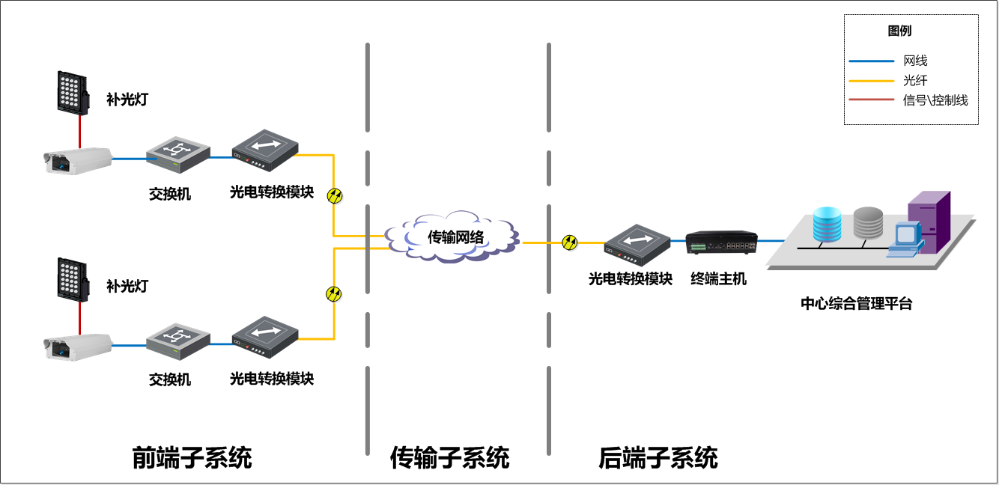 图例
网线
光纤
信号\控制线
补光灯
交换机
光电转换模块
传输网络
补光灯
光电转换模块
终端主机
中心综合管理平台
交换机
光电转换模块
前端子系统
传输子系统
后端子系统